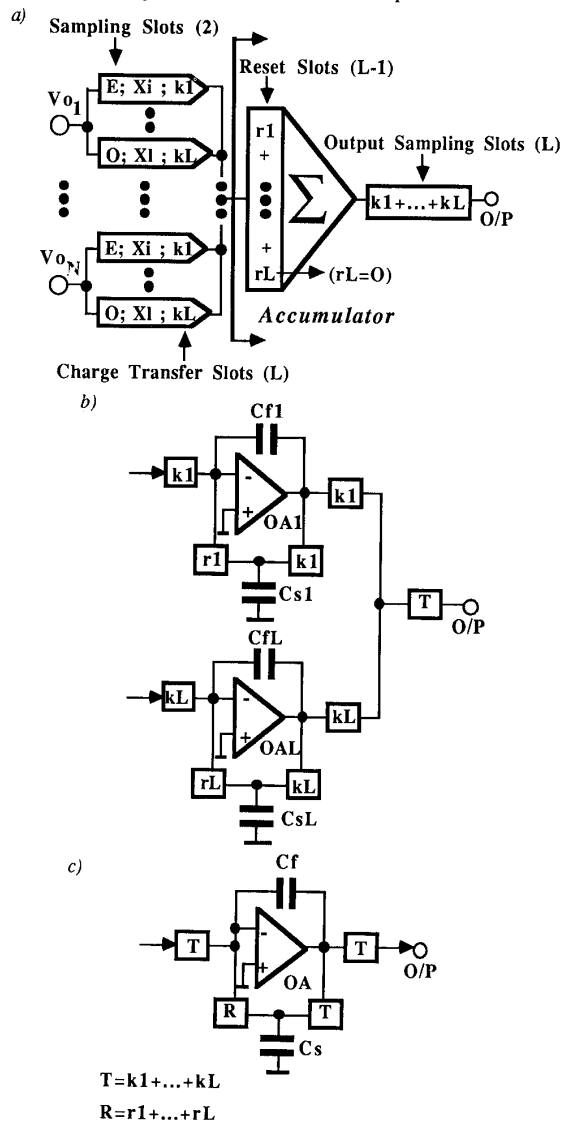 a)
Sampling Slots (2)
Reset Slots (L-1)
Vo1
E; Xi ; k1
O; Xl ; kL
r1
+
Σ
+
rL
(rL=O)
Output Sampling Slots (L)
k1+...+kL
O/P
VoN
E; Xi ; k1
O; Xl ; kL
Accumulator
Charge Transfer Slots (L)
b)
Cf1
k1
-
+
OA1
k1
r1
k1
Cs1
T
O/P
CfL
kL
-
+
OAL
kL
rL
kL
CsL
c)
Cf
T
-
+
OA
T
O/P
R
T
Cs
T=k1+...+kL
R=r1+...+rL